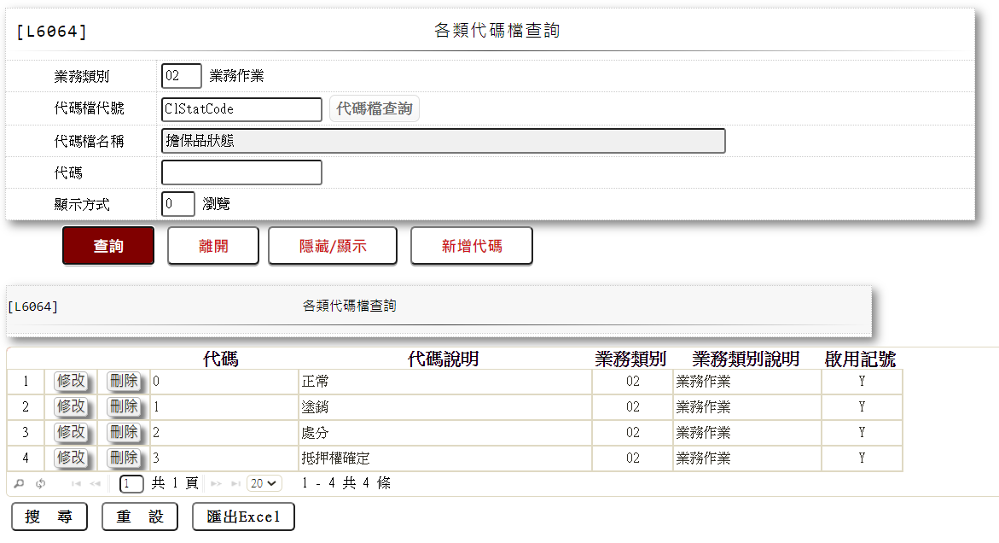 [L6064] 各類代碼檔查詢
業務類別 02 業務作業
代碼檔代號 ClStatCode 代碼檔查詢
代碼檔名稱 擔保品狀態
代碼
顯示方式 0 瀏覽
查詢 離開 隱藏/顯示 新增代碼
[L6064] 各類代碼檔查詢
代碼 代碼說明 業務類別 業務類別說明 啟用記號
1 修改 刪除 0 正常 02 業務作業 Y
2 修改 刪除 1 塗銷 02 業務作業 Y
3 修改 刪除 2 處分 02 業務作業 Y
4 修改 刪除 3 抵押權確定 02 業務作業 Y
1 共 1 頁 20 1 - 4 共 4 條
搜 尋 重 設 匯出Excel